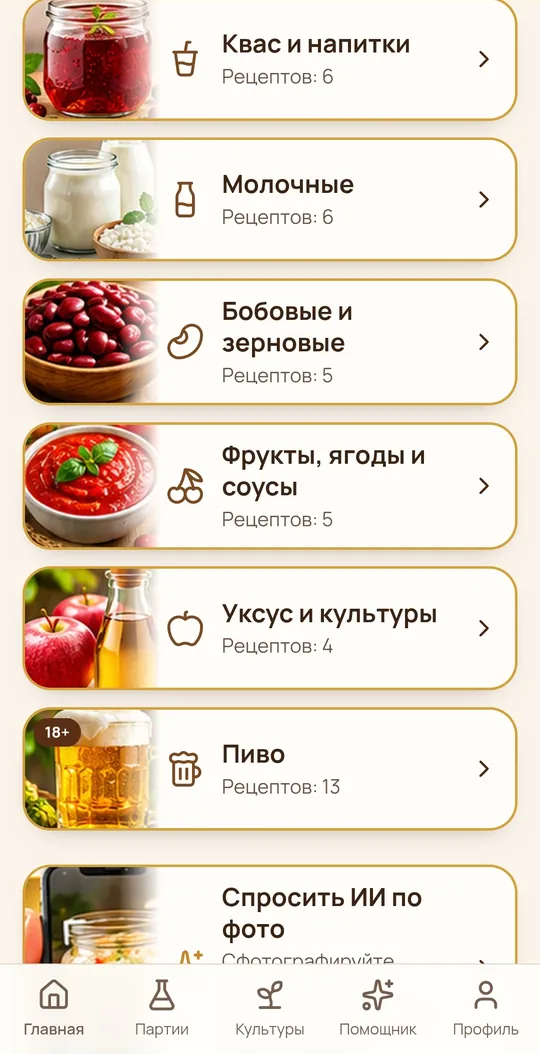 Квас и напитки
Рецептов: 6
Молочные
Рецептов: 6
Бобовые и
зерновые
Рецептов: 5
Фрукты, ягоды и
соусы
Рецептов: 5
Уксус и культуры
Рецептов: 4
18+
Пиво
Рецептов: 13
Спросить ИИ по
фото
Сфотографируйте
Главная
Партии
Культуры
Помощник
Профиль